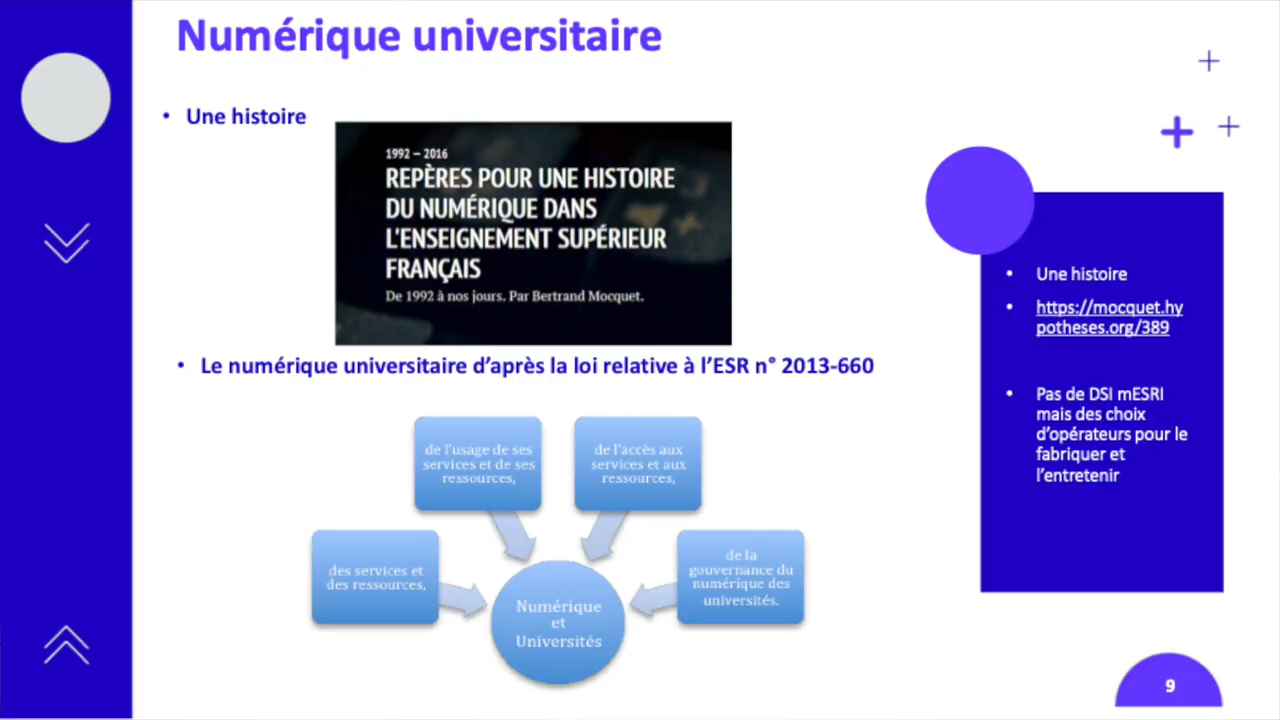 Numérique universitaire
• Une histoire
1992 – 2016
REPÈRES POUR UNE HISTOIRE
DU NUMÉRIQUE DANS
L'ENSEIGNEMENT SUPÉRIEUR
FRANÇAIS
De 1992 à nos jours. Par Bertrand Mocquet.
• Le numérique universitaire d'après la loi relative à l'ESR n° 2013-660
de l'usage de ses
services et de ses
ressources,
de l'accès aux
services et aux
ressources,
des services et
des ressources,
de la
gouvernance du
numérique des
universités.
Numérique
et
Universités
• Une histoire
• https://mocquet.hy
potheses.org/389
• Pas de DSI mESRI
mais des choix
d'opérateurs pour le
fabriquer et
l'entretenir
9